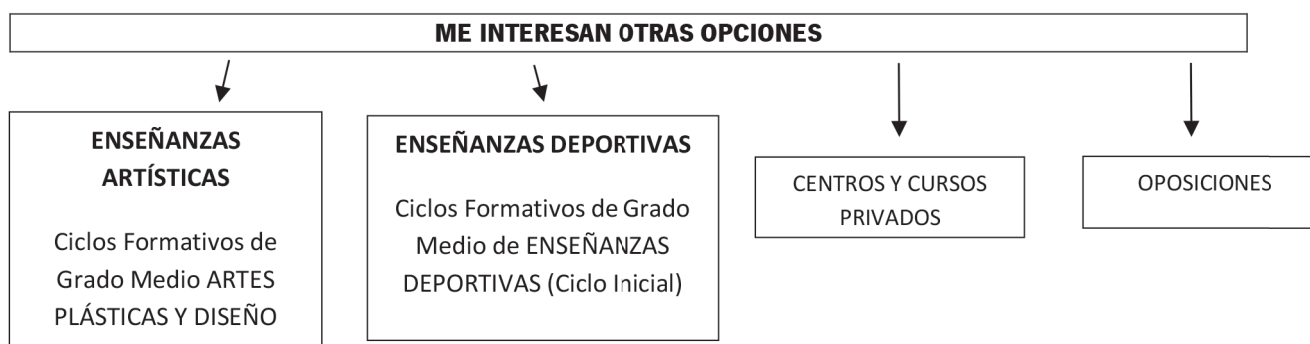 ME INTERESAN OTRAS OPCIONES
ENSEÑANZAS
ARTÍSTICAS
Ciclos Formativos de
Grado Medio ARTES
PLÁSTICAS Y DISEÑO
ENSEÑANZAS DEPORTIVAS
Ciclos Formativos de Grado
Medio de ENSEÑANZAS
DEPORTIVAS (Ciclo Inicial)
CENTROS Y CURSOS
PRIVADOS
OPOSICIONES